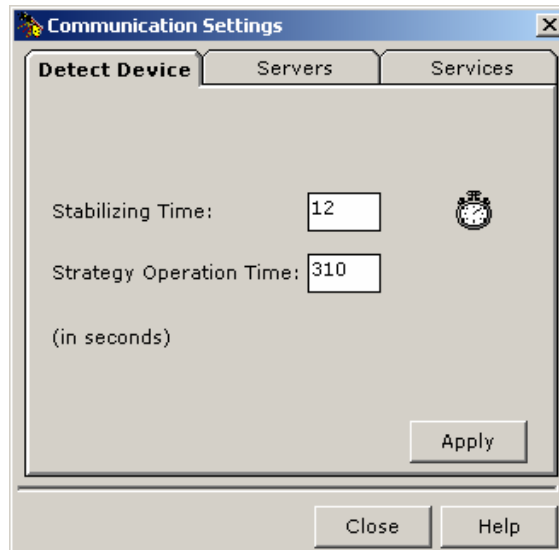 Communication Settings
Detect Device Servers Services
Stabilizing Time: 12
Strategy Operation Time: 310
(in seconds)
Apply
Close Help